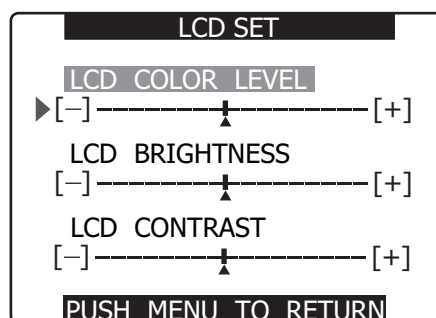 LCD SET
LCD COLOR LEVEL
[−] [+]
LCD BRIGHTNESS
[−] [+]
LCD CONTRAST
[−] [+]
PUSH MENU TO RETURN